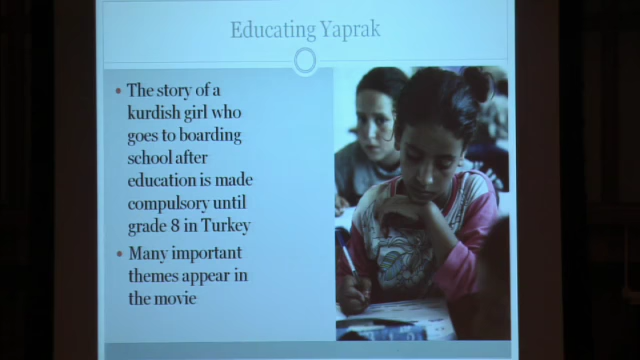 Educating Yaprak
• The story of a
kurdish girl who
goes to boarding
school after
education is made
compulsory until
grade 8 in Turkey
• Many important
themes appear in
the movie